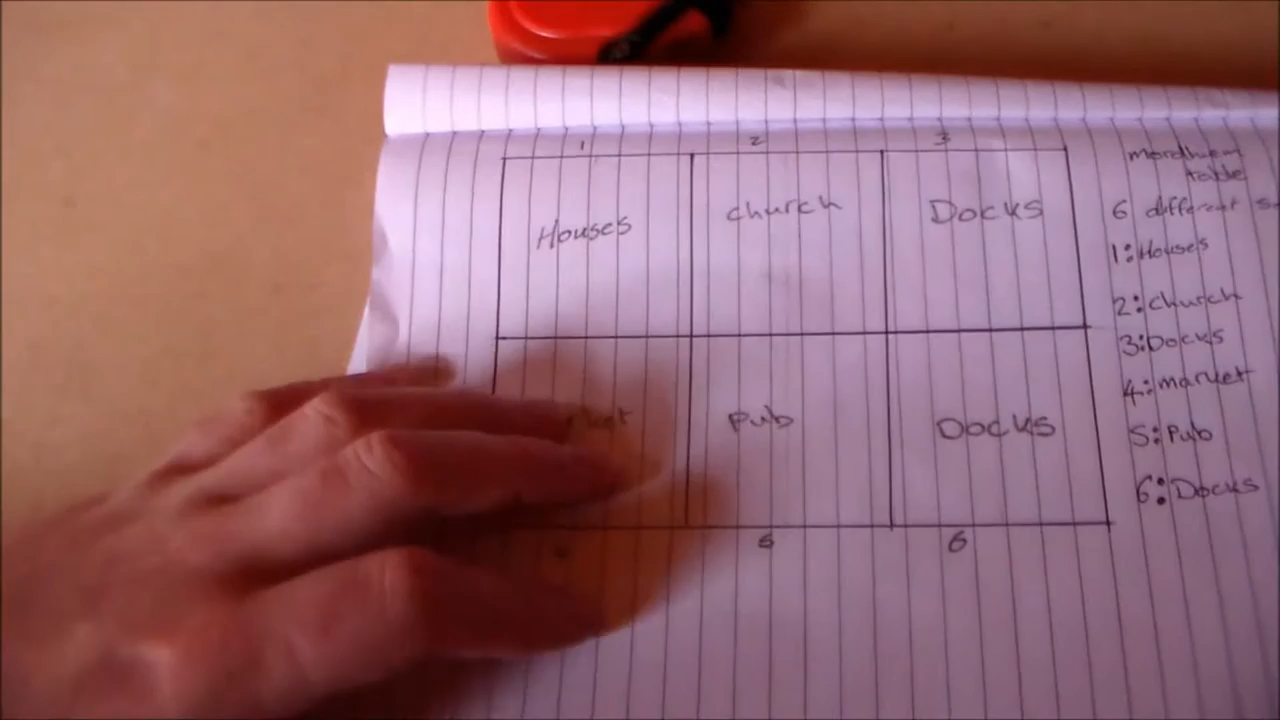 1 2 3
Houses church Docks
Pub Docks
5 6
mordheim
table
6 different
1:Houses
2:church
3:Docks
4:market
5:Pub
6:Docks